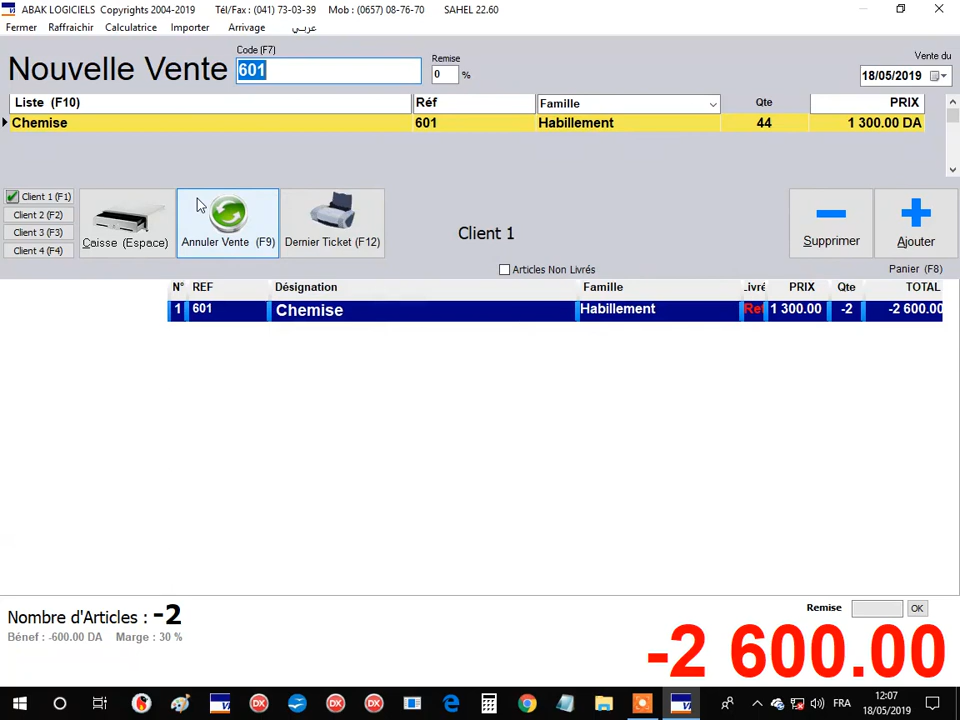 ABAK LOGICIELS Copyrights 2004-2019 Tél/Fax : (041) 73-03-39 Mob : (0657) 08-76-70 SAHEL 22.60
Fermer Raffraichir Calculatrice Importer Arrivage عربي
Nouvelle Vente
Code (F7)
601
Remise
0 %
Vente du
18/05/2019
Liste (F10) Réf Famille Qte PRIX
Chemise 601 Habillement 44 1 300.00 DA
Client 1 (F1)
Client 2 (F2)
Client 3 (F3)
Client 4 (F4)
Caisse (Espace)
Annuler Vente (F9)
Dernier Ticket (F12)
Client 1
Supprimer
Ajouter
Articles Non Livrés
Panier (F8)
N° REF Désignation Famille Livré PRIX Qte TOTAL
1 601 Chemise Habillement Ret 1 300.00 -2 -2 600.00
Nombre d'Articles : -2
Bénef : -600.00 DA Marge : 30 %
Remise OK
-2 600.00
FRA
12:07
18/05/2019